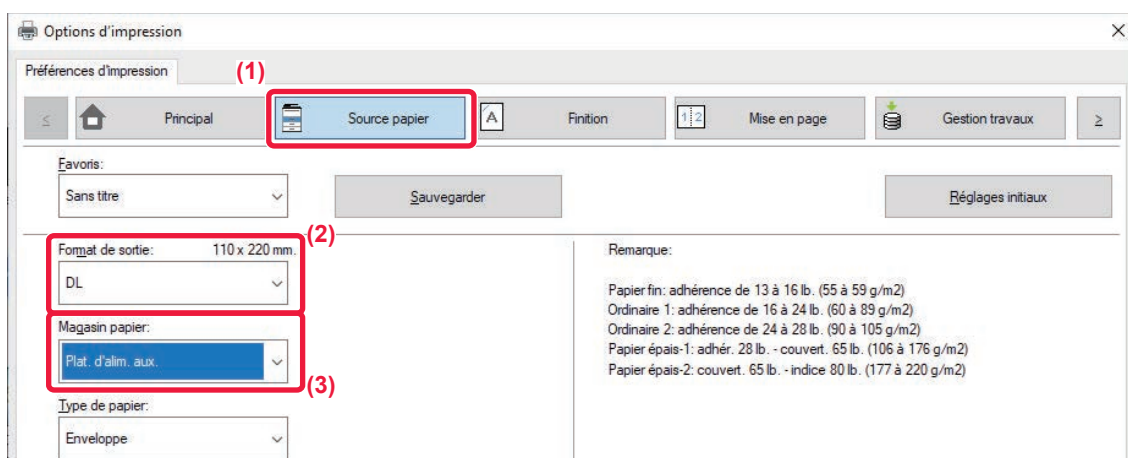 Options d'impression
Préférences d'impression
(1)
<
Principal
Source papier
A
Finition
1 2
Mise en page
Gestion travaux
>
Favoris:
Sans titre
Sauvegarder
Réglages initiaux
(2)
Format de sortie: 110 x 220 mm.
DL
Magasin papier:
Plat. d'alim. aux.
(3)
Type de papier:
Enveloppe
Remarque:
Papier fin: adhérence de 13 à 16 lb. (55 à 59 g/m2)
Ordinaire 1: adhérence de 16 à 24 lb. (60 à 89 g/m2)
Ordinaire 2: adhérence de 24 à 28 lb. (90 à 105 g/m2)
Papier épais-1: adhér. 28 lb. - couvert. 65 lb. (106 à 176 g/m2)
Papier épais-2: couvert. 65 lb. - indice 80 lb. (177 à 220 g/m2)